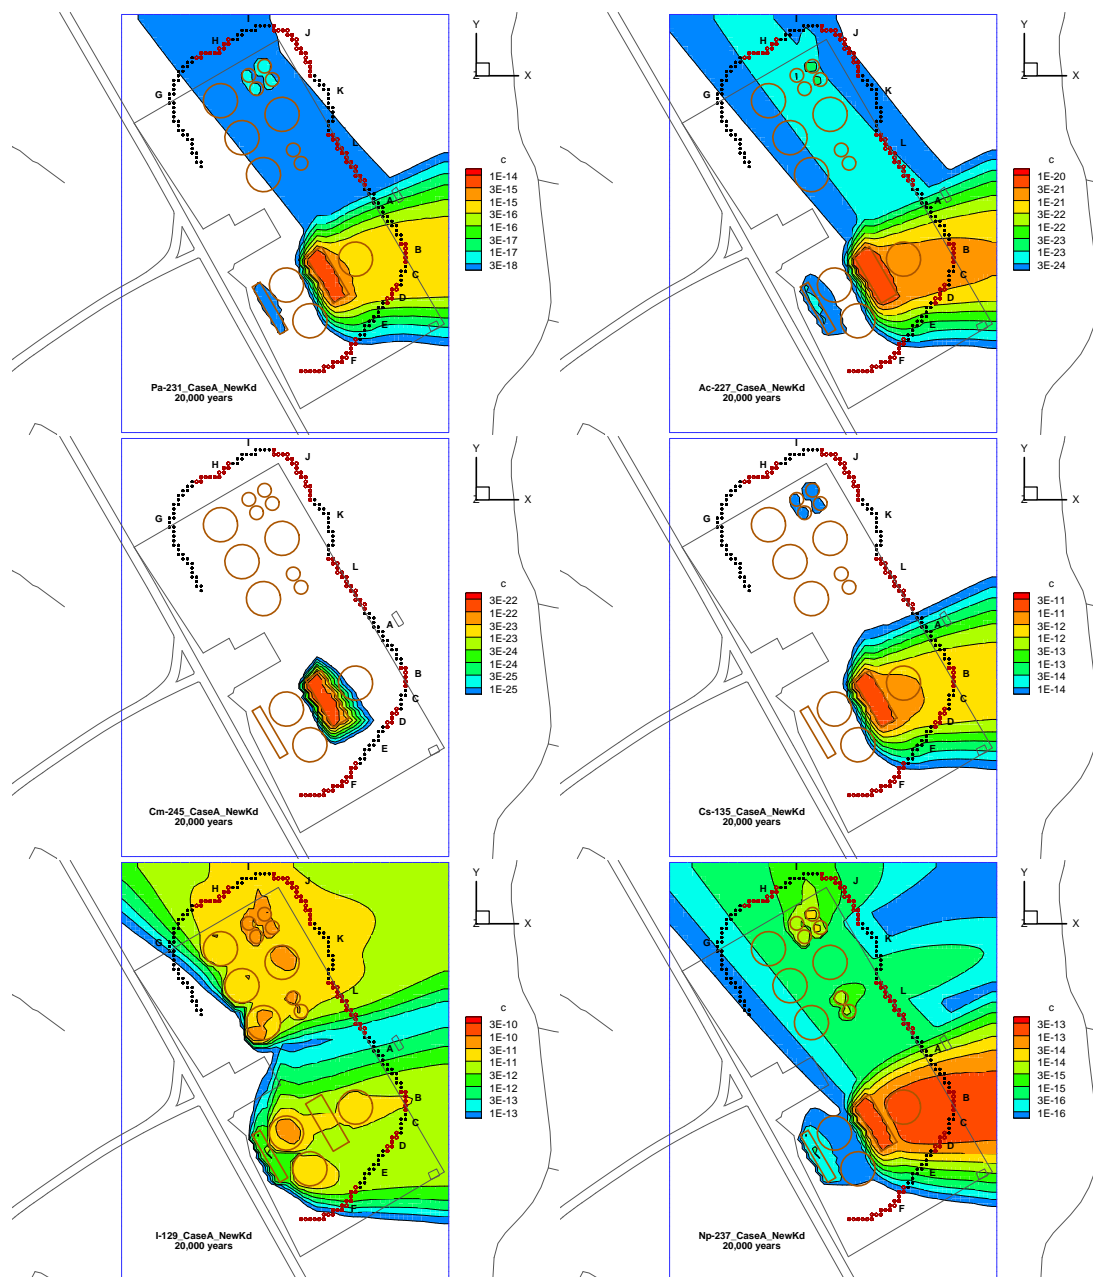 I
H
J
G
K
L
A
B
C
D
E
F
Y
Z
X
c
1E-14
3E-15
1E-15
3E-16
1E-16
3E-17
1E-17
3E-18
Pa-231_CaseA_NewKd
20,000 years
I
H
J
G
K
L
A
B
C
D
E
F
Y
Z
X
c
1E-20
3E-21
1E-21
3E-22
1E-22
3E-23
1E-23
3E-24
Ac-227_CaseA_NewKd
20,000 years
I
H
J
G
K
L
A
B
C
D
E
F
Y
Z
X
c
3E-22
1E-22
3E-23
1E-23
3E-24
1E-24
3E-25
1E-25
Cm-245_CaseA_NewKd
20,000 years
I
H
J
G
K
L
A
B
C
D
E
F
Y
Z
X
c
3E-11
1E-11
3E-12
1E-12
3E-13
1E-13
3E-14
1E-14
Cs-135_CaseA_NewKd
20,000 years
I
H
J
G
K
L
A
B
C
D
E
F
Y
Z
X
c
3E-10
1E-10
3E-11
1E-11
3E-12
1E-12
3E-13
1E-13
I-129_CaseA_NewKd
20,000 years
I
H
J
G
K
L
A
B
C
D
E
F
Y
Z
X
c
3E-13
1E-13
3E-14
1E-14
3E-15
1E-15
3E-16
1E-16
Np-237_CaseA_NewKd
20,000 years